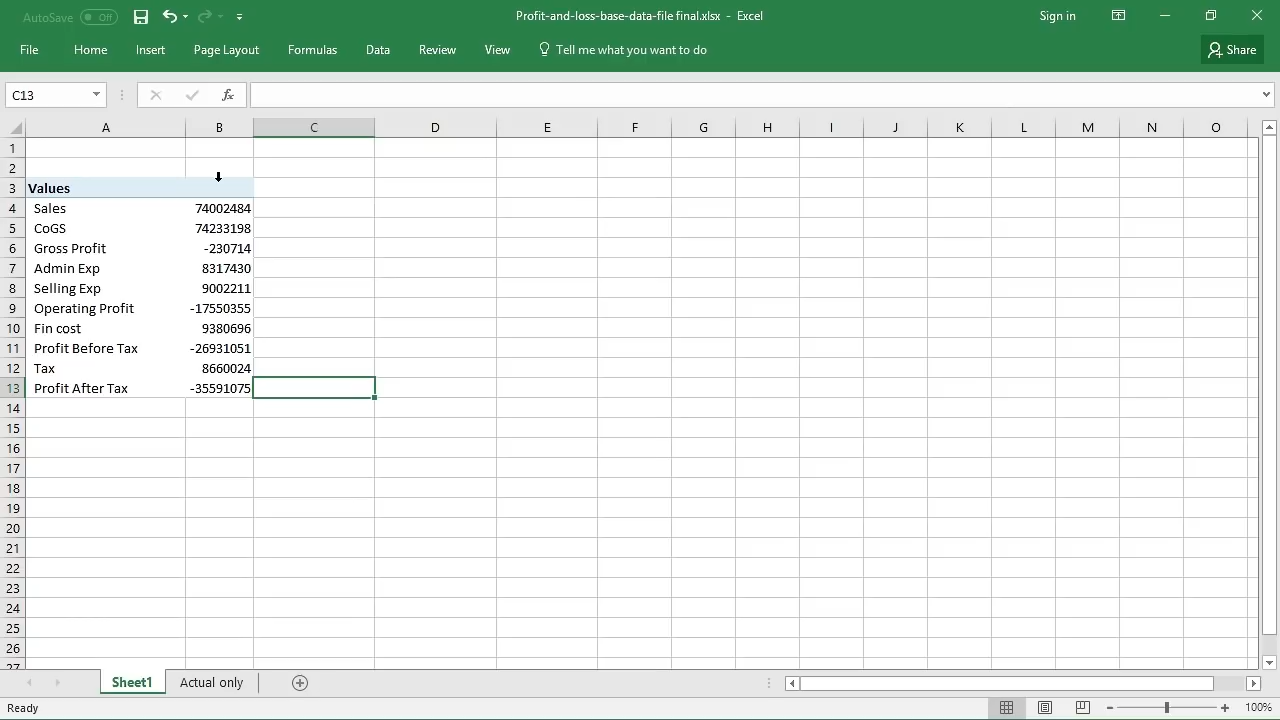 AutoSave Off Profit-and-loss-base-data-file final.xlsx - Excel Sign in
File Home Insert Page Layout Formulas Data Review View Tell me what you want to do Share
C13 fx
A B C D E F G H I J K L M N O
1
2
3 Values
4 Sales 74002484
5 CoGS 74233198
6 Gross Profit -230714
7 Admin Exp 8317430
8 Selling Exp 9002211
9 Operating Profit -17550355
10 Fin cost 9380696
11 Profit Before Tax -26931051
12 Tax 8660024
13 Profit After Tax -35591075
14
15
16
17
18
19
20
21
22
23
24
25
26
27
Sheet1 Actual only
Ready 100%